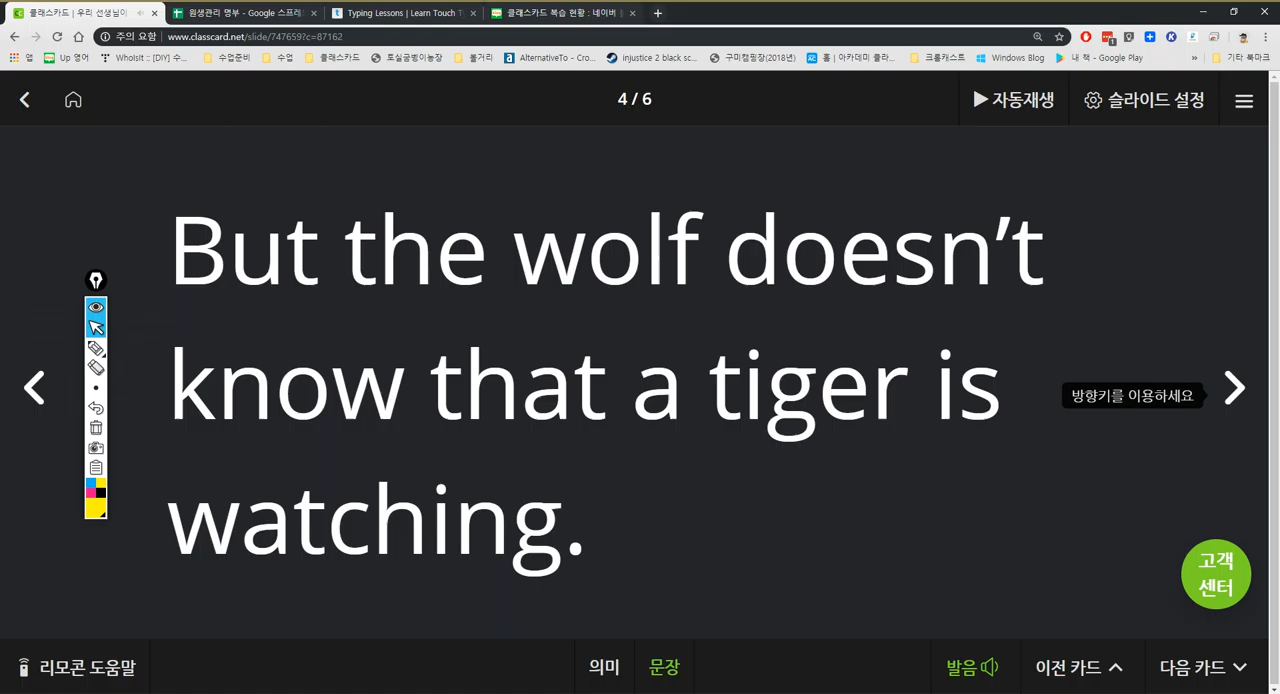 클래스카드 | 우리 선생님이
원생관리 명부 - Google 스프레
Typing Lessons | Learn Touch T
클래스카드 복습 현황 : 네이버
주의 요함 | www.classcard.net/slide/747659?c=87162
앱 Up 영어 WhoisIt :: [DIY] 수... 수업준비 수업 클래스카드 토실금벙이농장 볼거리 AlternativeTo - Cro... injustice 2 black sc... 구미캠핑장(2018년) 홈 | 아카데미 클라... 크롬캐스트 Windows Blog 내 책 - Google Play » 기타 북마크
4 / 6
자동재생
슬라이드 설정
But the wolf doesn’t
know that a tiger is
watching.
방향키를 이용하세요
고객
센터
리모콘 도움말
의미
문장
발음
이전 카드
다음 카드